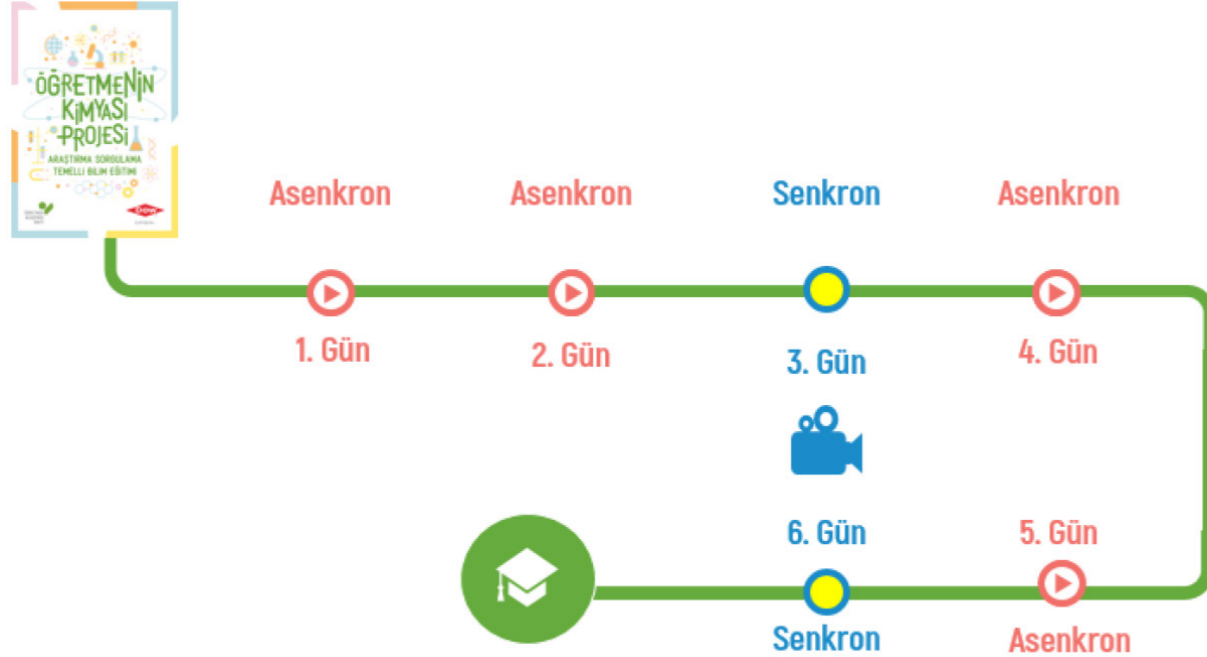 ÖĞRETMENİN
KİMYASI
PROJESİ
ARAŞTIRMA SORGULAMA
TEMELLİ BİLİM EĞİTİMİ
Asenkron
Asenkron
Senkron
Asenkron
1. Gün
2. Gün
3. Gün
4. Gün
6. Gün
5. Gün
Senkron
Asenkron